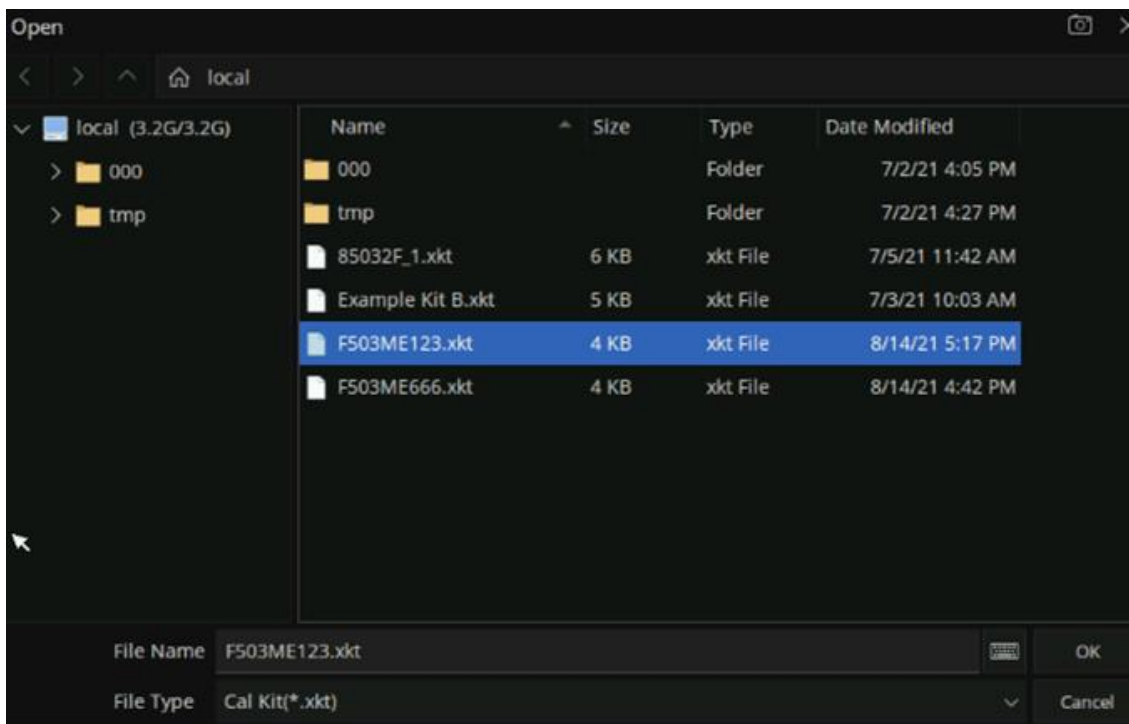 Open
local
local (3.2G/3.2G)
000
tmp
Name Size Type Date Modified
000 Folder 7/2/21 4:05 PM
tmp Folder 7/2/21 4:27 PM
85032F_1.xkt 6 KB xkt File 7/5/21 11:42 AM
Example Kit B.xkt 5 KB xkt File 7/3/21 10:03 AM
F503ME123.xkt 4 KB xkt File 8/14/21 5:17 PM
F503ME666.xkt 4 KB xkt File 8/14/21 4:42 PM
File Name F503ME123.xkt OK
File Type Cal Kit(*.xkt) Cancel